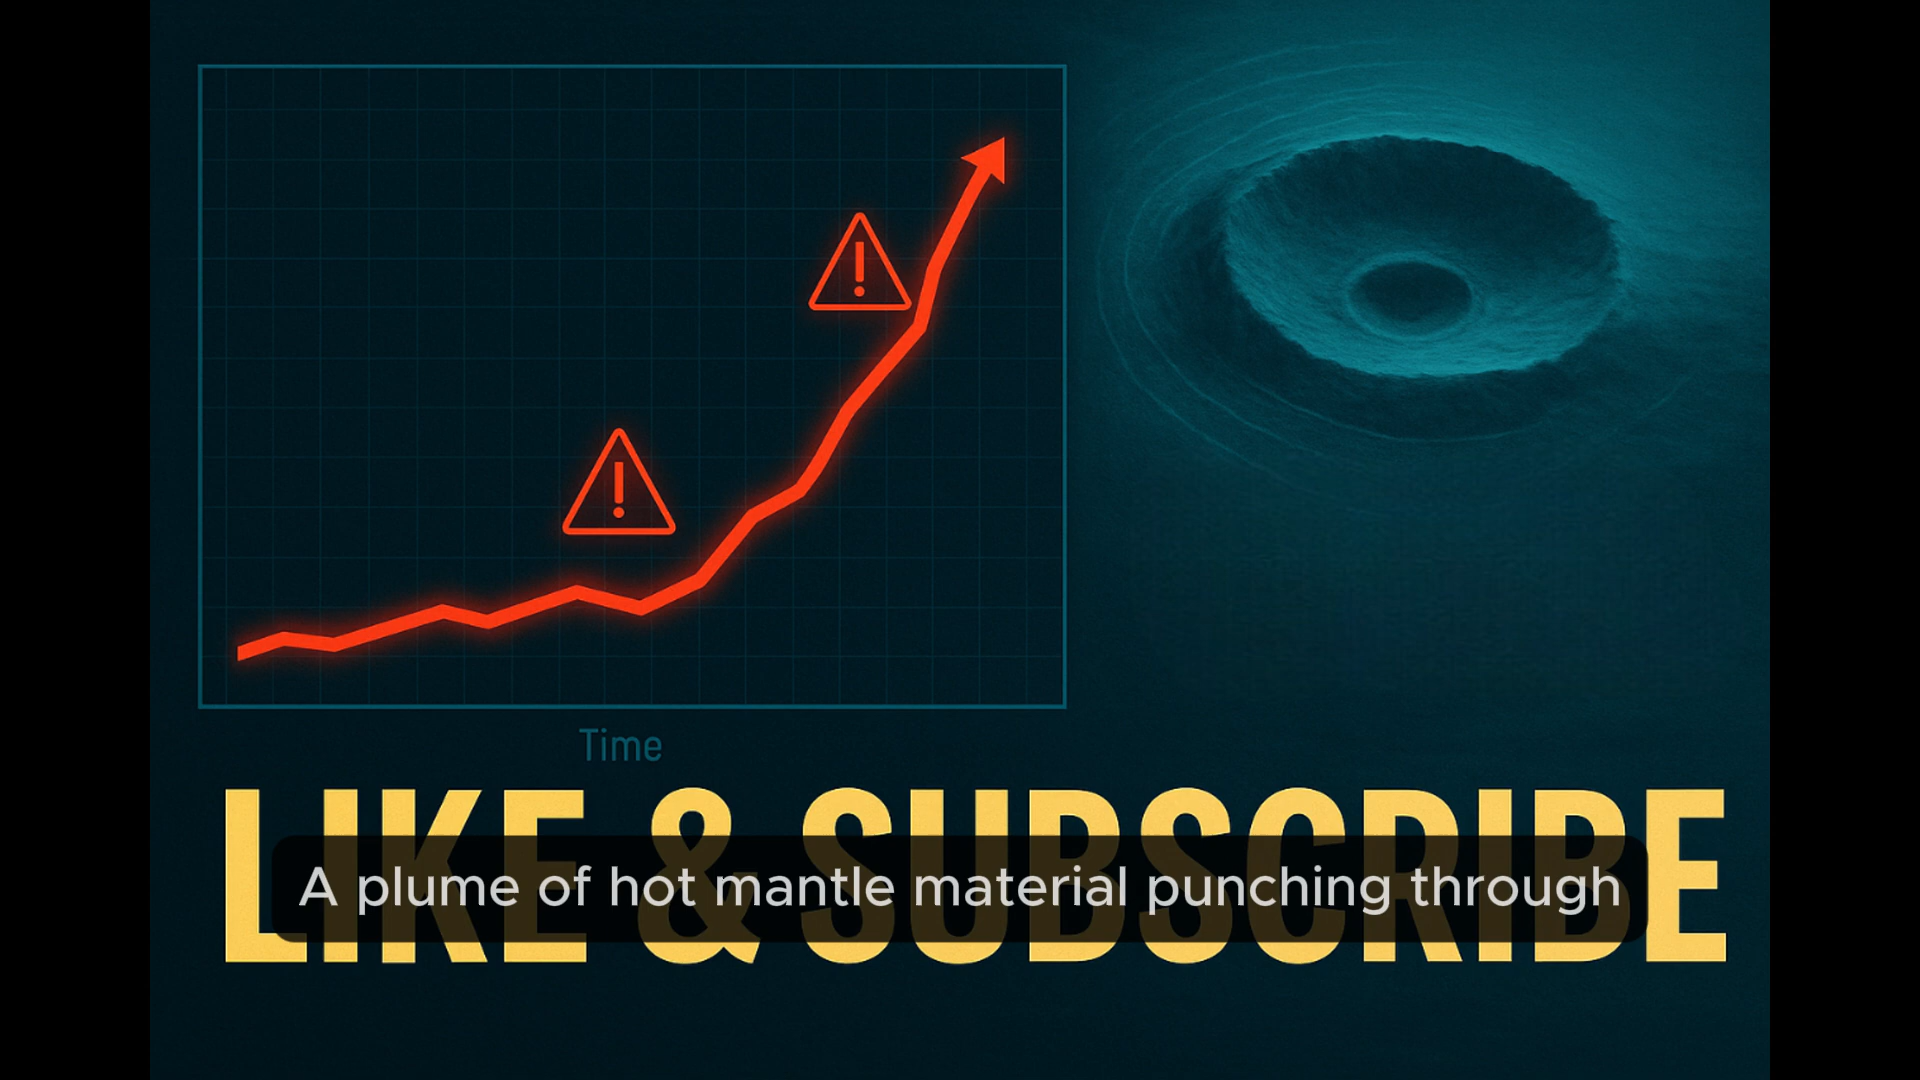 Time
LIKE & SUBSCRIBE
A plume of hot mantle material punching through